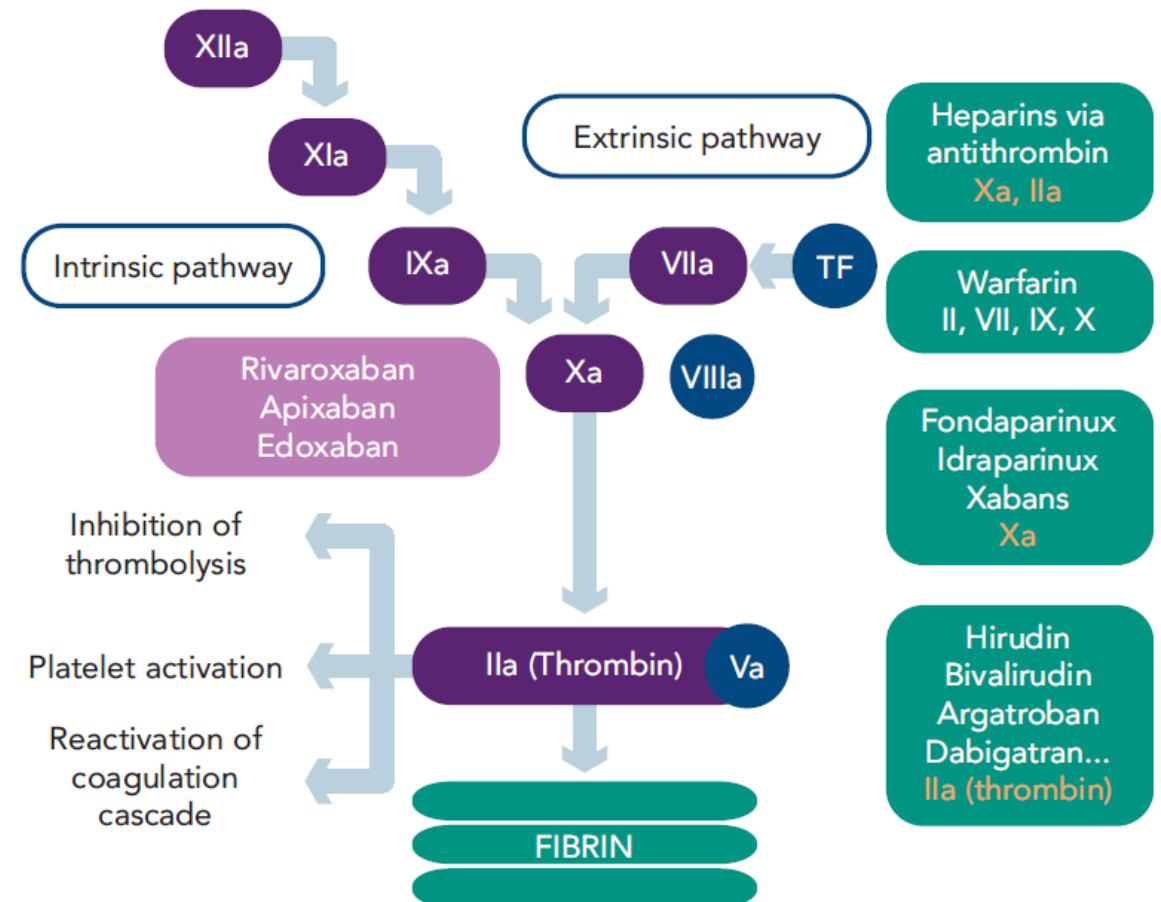 XIIa
XIa
Extrinsic pathway
Heparins via
antithrombin
Xa, IIa
Intrinsic pathway
IXa
VIIa
TF
Warfarin
II, VII, IX, X
Rivaroxaban
Apixaban
Edoxaban
Xa
VIIIa
Fondaparinux
Idraparinux
Xabans
Xa
Inhibition of
thrombolysis
Platelet activation
Reactivation of
coagulation
cascade
IIa (Thrombin)
Va
Hirudin
Bivalirudin
Argatroban
Dabigatran...
IIa (thrombin)
FIBRIN